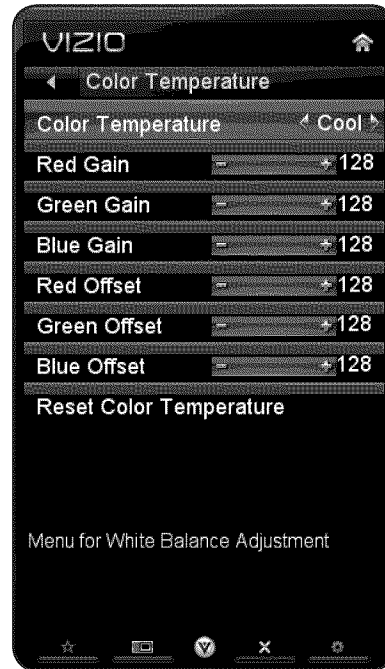 VIZIO
Color Temperature
Color Temperature Cool
Red Gain 128
Green Gain 128
Blue Gain 128
Red Offset 128
Green Offset 128
Blue Offset 128
Reset Color Temperature
Menu for White Balance Adjustment